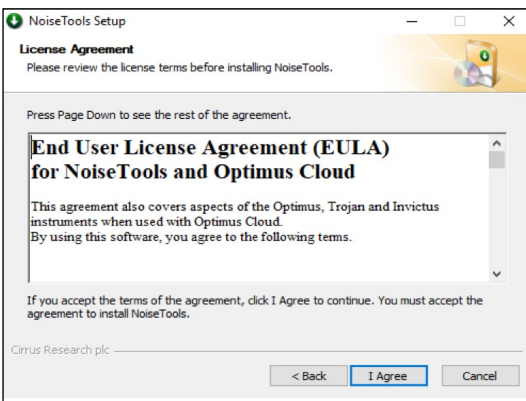 NoiseTools Setup
License Agreement
Please review the license terms before installing NoiseTools.
Press Page Down to see the rest of the agreement.
End User License Agreement (EULA)
for NoiseTools and Optimus Cloud
This agreement also covers aspects of the Optimus, Trojan and Invictus
instruments when used with Optimus Cloud.
By using this software, you agree to the following terms.
If you accept the terms of the agreement, click I Agree to continue. You must accept the
agreement to install NoiseTools.
Cirrus Research plc
< Back I Agree Cancel